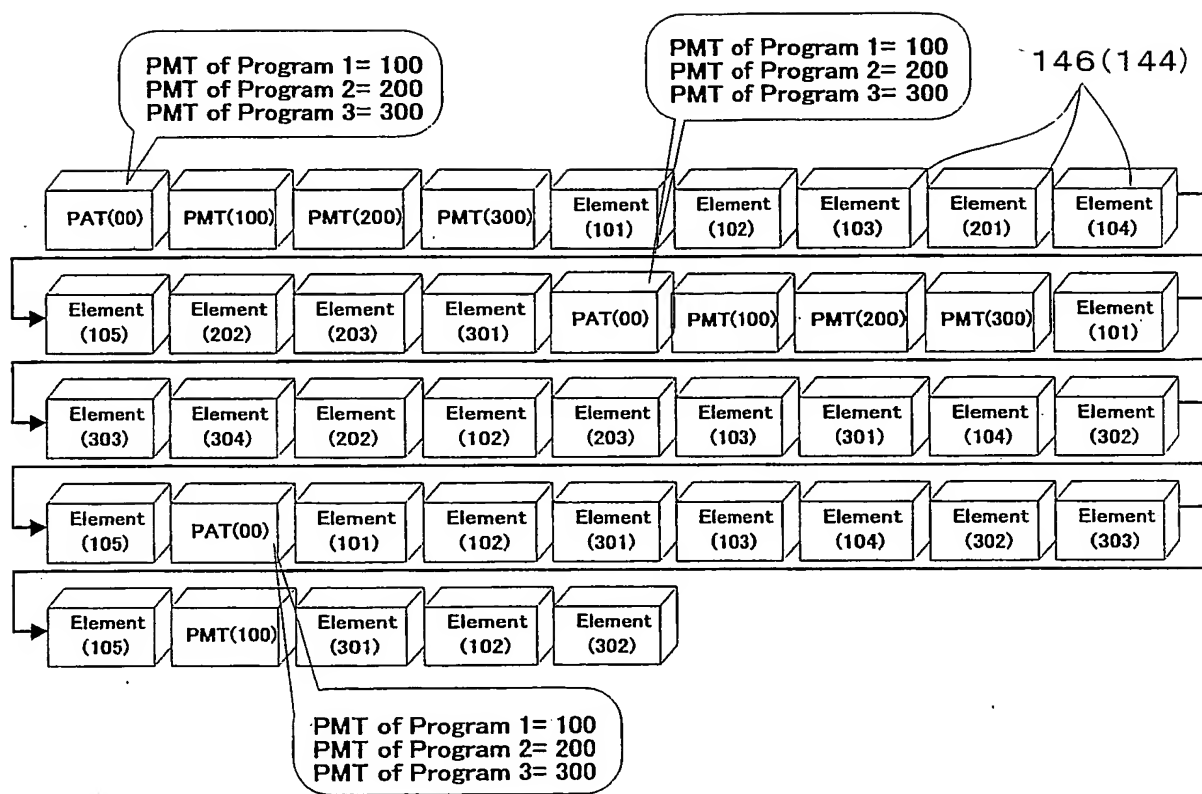 PMT of Program 1= 100
PMT of Program 2= 200
PMT of Program 3= 300
PMT of Program 1= 100
PMT of Program 2= 200
PMT of Program 3= 300
146(144)
PAT(00)
PMT(100)
PMT(200)
PMT(300)
Element
(101)
Element
(102)
Element
(103)
Element
(201)
Element
(104)
Element
(105)
Element
(202)
Element
(203)
Element
(301)
PAT(00)
PMT(100)
PMT(200)
PMT(300)
Element
(101)
Element
(303)
Element
(304)
Element
(202)
Element
(102)
Element
(203)
Element
(103)
Element
(301)
Element
(104)
Element
(302)
Element
(105)
PAT(00)
Element
(101)
Element
(102)
Element
(301)
Element
(103)
Element
(104)
Element
(302)
Element
(303)
Element
(105)
PMT(100)
Element
(301)
Element
(102)
Element
(302)
PMT of Program 1= 100
PMT of Program 2= 200
PMT of Program 3= 300